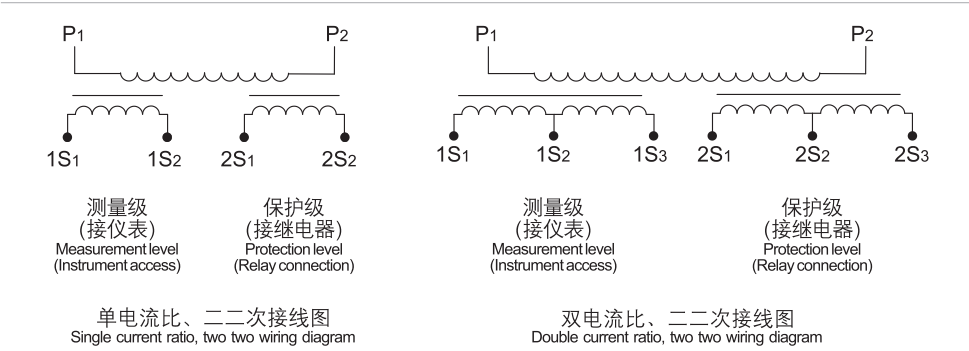 P1 P2
1S1 1S2 2S1 2S2
测量级
(接仪表)
Measurement level
(Instrument access)
保护级
(接继电器)
Protection level
(Relay connection)
单电流比、二二次接线图
Single current ratio, two two wiring diagram
P1 P2
1S1 1S2 1S3 2S1 2S2 2S3
测量级
(接仪表)
Measurement level
(Instrument access)
保护级
(接继电器)
Protection level
(Relay connection)
双电流比、二二次接线图
Double current ratio, two two wiring diagram